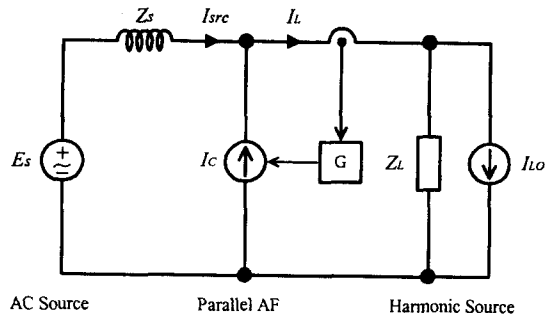 Zs
Isrc
IL
Es
+
Ic
G
ZL
ILO
AC Source
Parallel AF
Harmonic Source